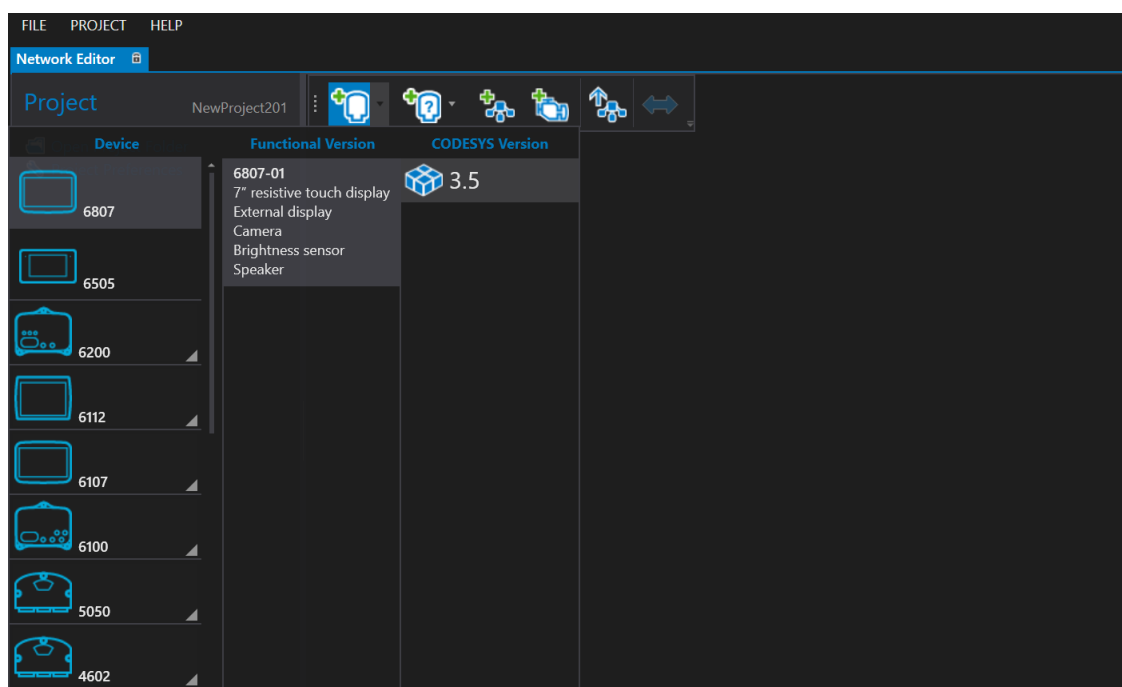 FILE PROJECT HELP
Network Editor
Project NewProject201
Device Functional Version CODESYS Version
6807
6807-01
7" resistive touch display
External display
Camera
Brightness sensor
Speaker
3.5
6505
6200
6112
6107
6100
5050
4602